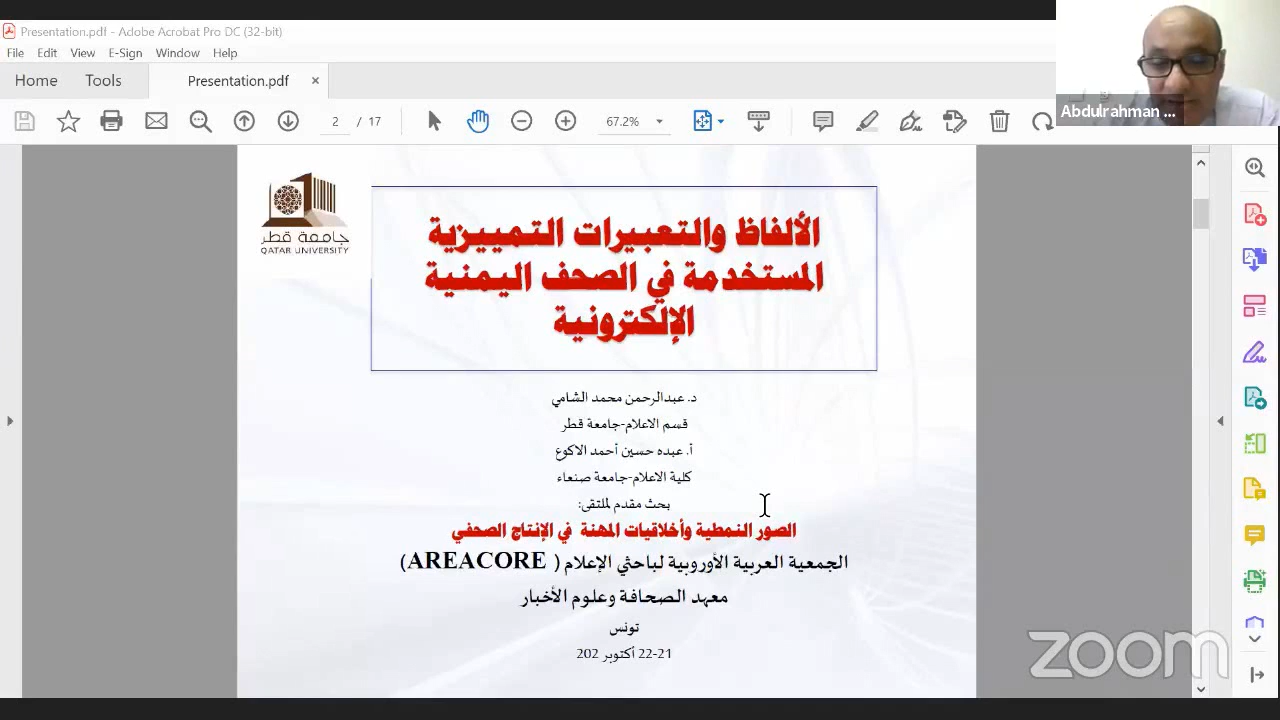 Presentation.pdf - Adobe Acrobat Pro DC (32-bit)
File Edit View E-Sign Window Help
Home Tools Presentation.pdf ×
2 / 17 67.2%
Abdulrahman ...
جامعة قطر
QATAR UNIVERSITY
الألفاظ والتعبيرات التمييزية
المستخدمة في الصحف اليمنية
الإلكترونية
د. عبدالرحمن محمد الشامي
قسم الاعلام-جامعة قطر
أ. عبده حسين أحمد الاكوع
كلية الاعلام-جامعة صنعاء
بحث مقدم لملتقى:
الصور النمطية وأخلاقيات المهنة في الإنتاج الصحفي
الجمعية العربية الأوروبية لباحثي الإعلام ( AREACORE)
معهد الصحافة وعلوم الأخبار
تونس
21-22 أكتوبر 202
zoom